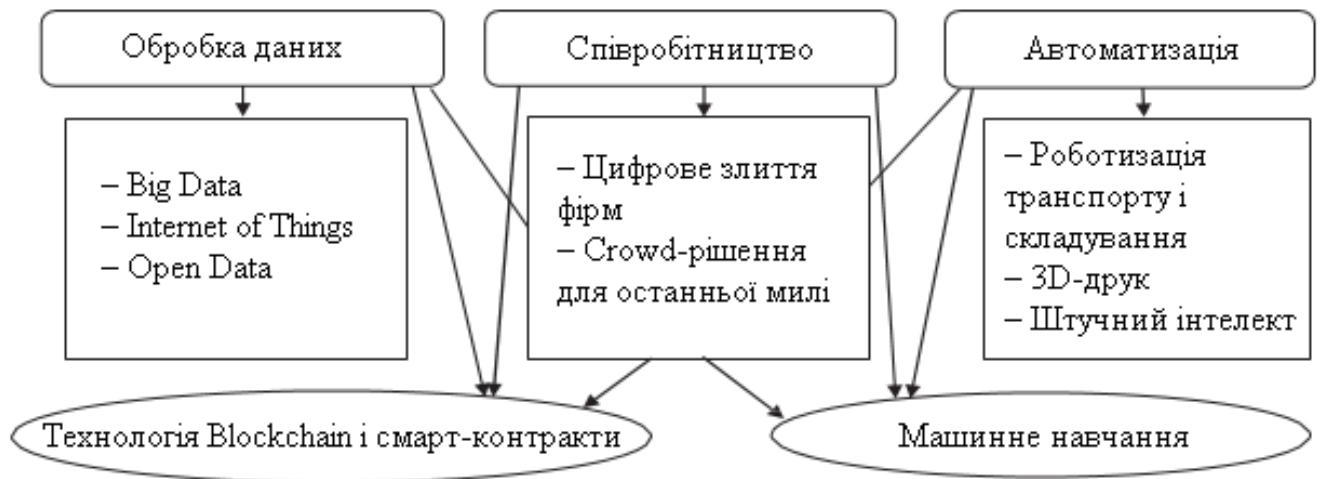 Обробка даних
Співробітництво
Автоматизація
– Big Data
– Internet of Things
– Open Data
– Цифрове злиття
фірм
– Crowd-рішення
для останньої милі
– Роботизація
транспорту і
складування
– 3D-друк
– Штучний інтелект
Технологія Blockchain і смарт-контракти
Машинне навчання